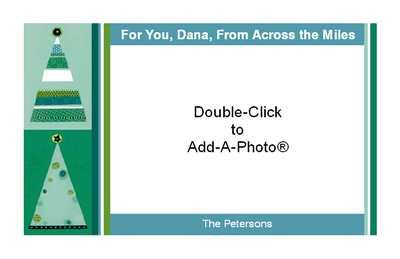 For You, Dana, From Across the Miles
Double-Click
to
Add-A-Photo®
The Petersons